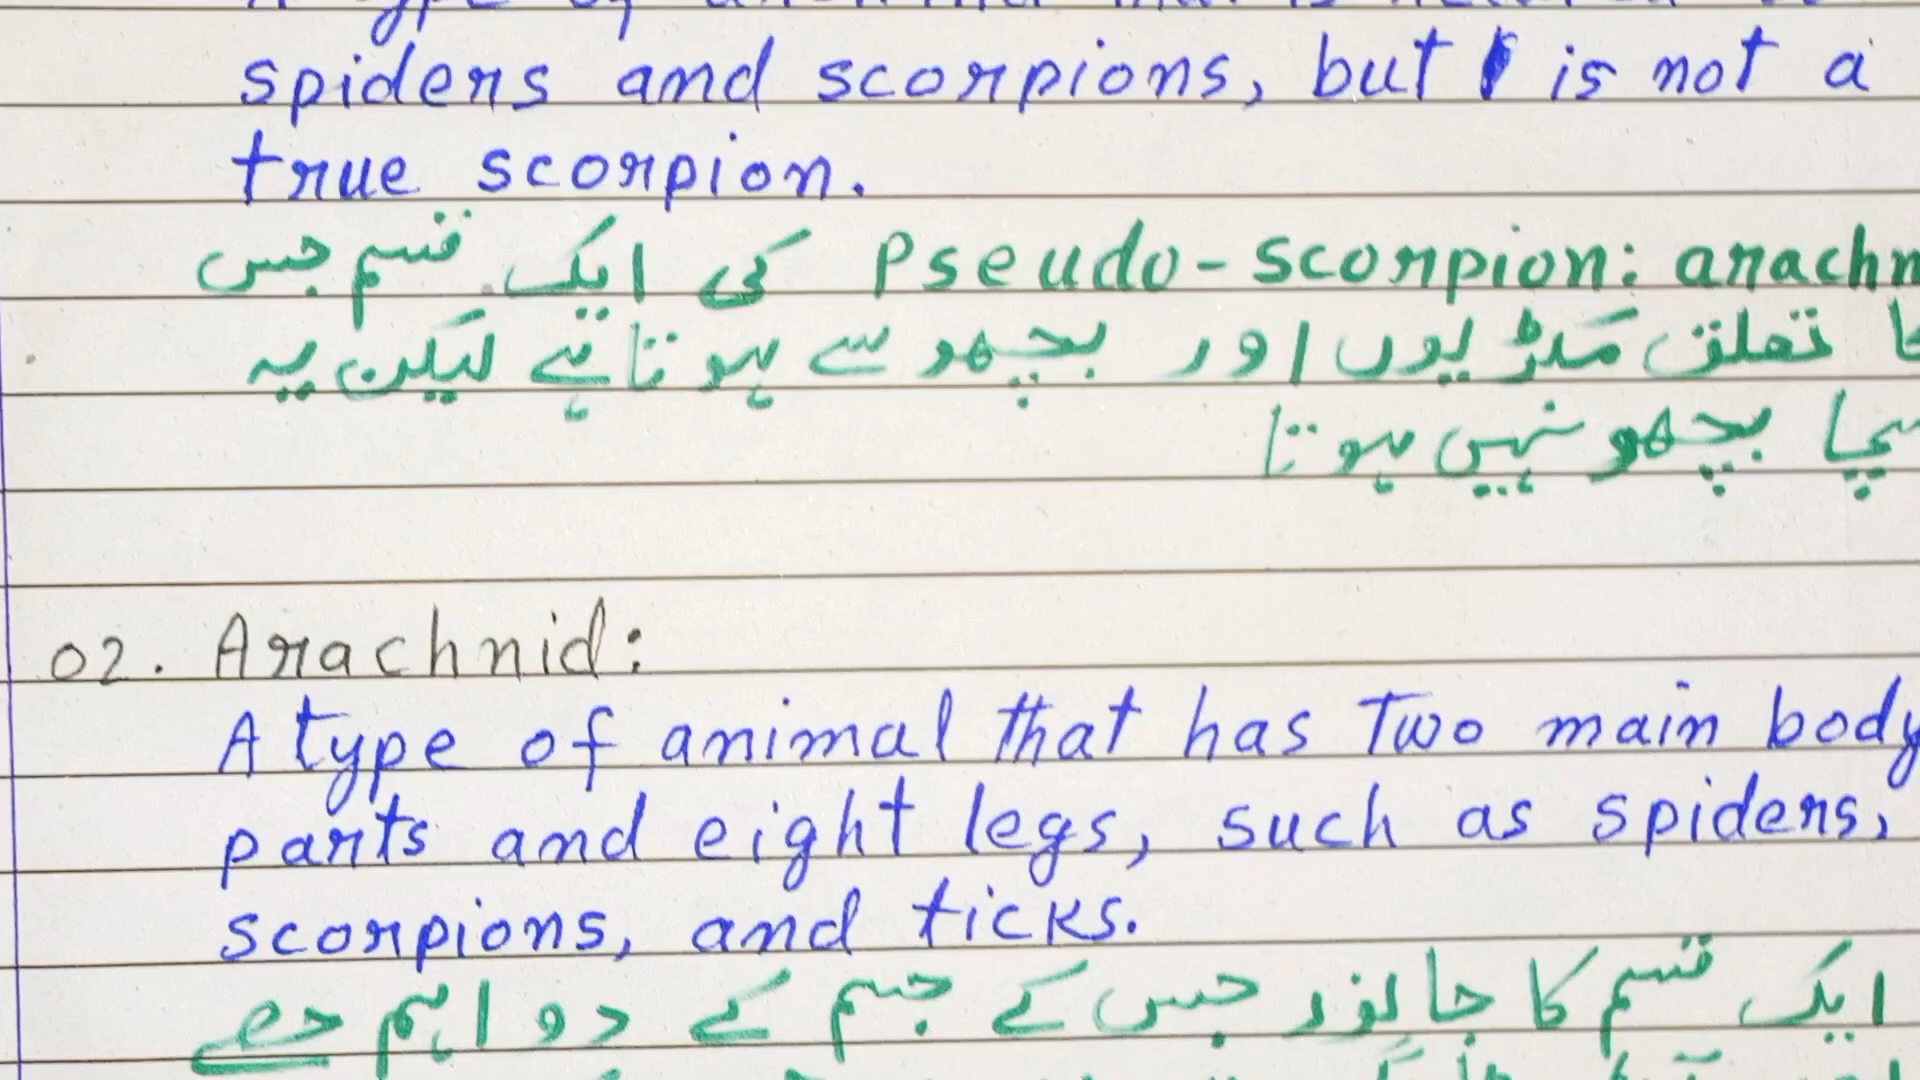 spiders and scorpions, but is not a
true scorpion.
Pseudo-scorpion: arachn کی ایک قسم جس
کا تعلق مکڑیوں اور بچھو سے ہوتا ہے لیکن یہ
سچا بچھو نہیں ہوتا
02. Arachnid:
A type of animal that has Two main body
parts and eight legs, such as spiders,
scorpions, and ticks.
ایک قسم کا جانور جس کے جسم کے دو اہم حصے